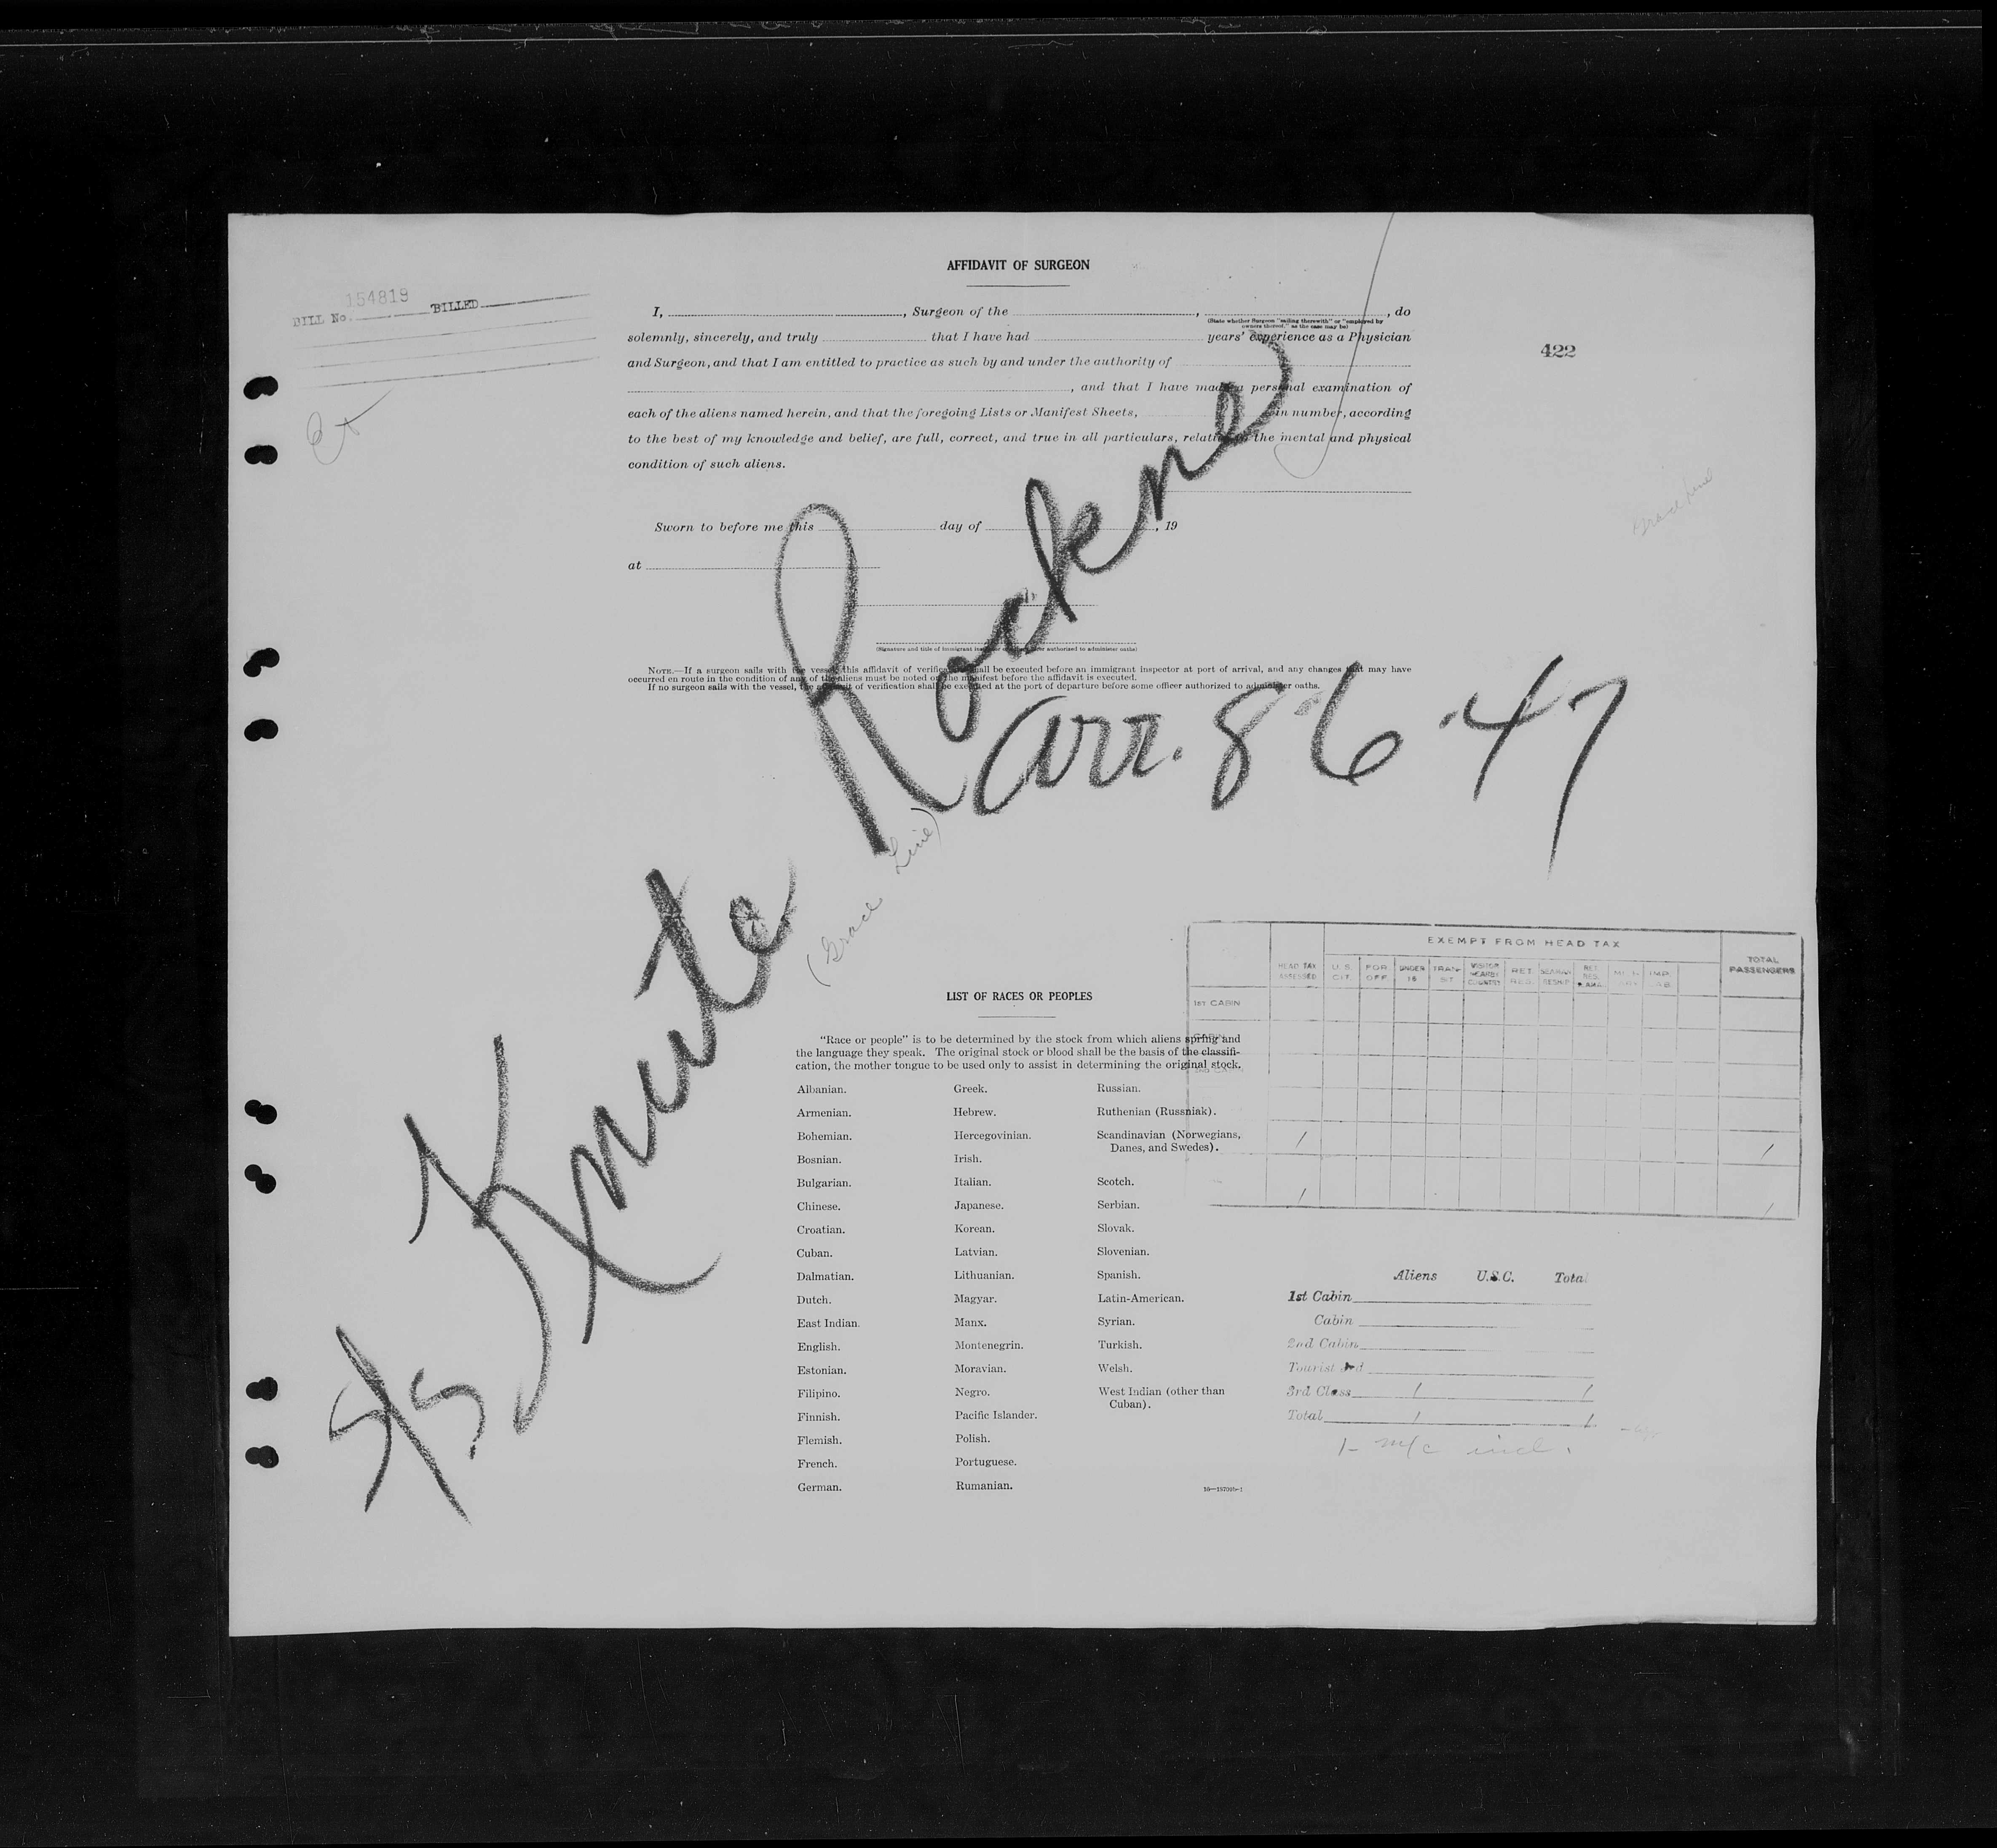 AFFIDAVIT OF SURGEON
154819
BILL No. BILLED
I, , Surgeon of the , , do
(State whether Surgeon "sailing therewith" or "employed by
owners thereof," as the case may be)
solemnly, sincerely, and truly that I have had years' experience as a Physician
and Surgeon, and that I am entitled to practice as such by and under the authority of
422
, and that I have made a personal examination of
each of the aliens named herein, and that the foregoing Lists or Manifest Sheets, in number, according
to the best of my knowledge and belief, are full, correct, and true in all particulars, relative to the mental and physical
condition of such aliens.
Grace Line
Sworn to before me this day of , 19
at
(Signature and title of immigrant inspector or officer authorized to administer oaths)
NOTE.—If a surgeon sails with the vessel, this affidavit of verification shall be executed before an immigrant inspector at port of arrival, and any changes that may have
occurred en route in the condition of any of the aliens must be noted on the manifest before the affidavit is executed.
If no surgeon sails with the vessel, the affidavit of verification shall be executed at the port of departure before some officer authorized to administer oaths.
S/S Knute Rockne
Arr. 8-6-47
(Grace Line)
EXEMPT FROM HEAD TAX
HEAD TAX ASSESSED U. S. CIT. FOR OFF UNDER 16 TRAN- SIT VISITOR NEARBY COUNTRY RET. RES. TOTAL PASSENGERS
1ST CABIN
CABIN
2ND CABIN
/ /
/ /
LIST OF RACES OR PEOPLES
"Race or people" is to be determined by the stock from which aliens spring and
the language they speak. The original stock or blood shall be the basis of the classifi-
cation, the mother tongue to be used only to assist in determining the original stock.
Albanian.
Armenian.
Bohemian.
Bosnian.
Bulgarian.
Chinese.
Croatian.
Cuban.
Dalmatian.
Dutch.
East Indian.
English.
Estonian.
Filipino.
Finnish.
Flemish.
French.
German.
Greek.
Hebrew.
Hercegovinian.
Irish.
Italian.
Japanese.
Korean.
Latvian.
Lithuanian.
Magyar.
Manx.
Montenegrin.
Moravian.
Negro.
Pacific Islander.
Polish.
Portuguese.
Rumanian.
Russian.
Ruthenian (Russniak).
Scandinavian (Norwegians,
Danes, and Swedes).
Scotch.
Serbian.
Slovak.
Slovenian.
Spanish.
Latin-American.
Syrian.
Turkish.
Welsh.
West Indian (other than
Cuban).
Aliens U.S.C. Total
1st Cabin
Cabin
2nd Cabin
Tourist 3rd
3rd Class / /
Total / /
1- m/c incl.